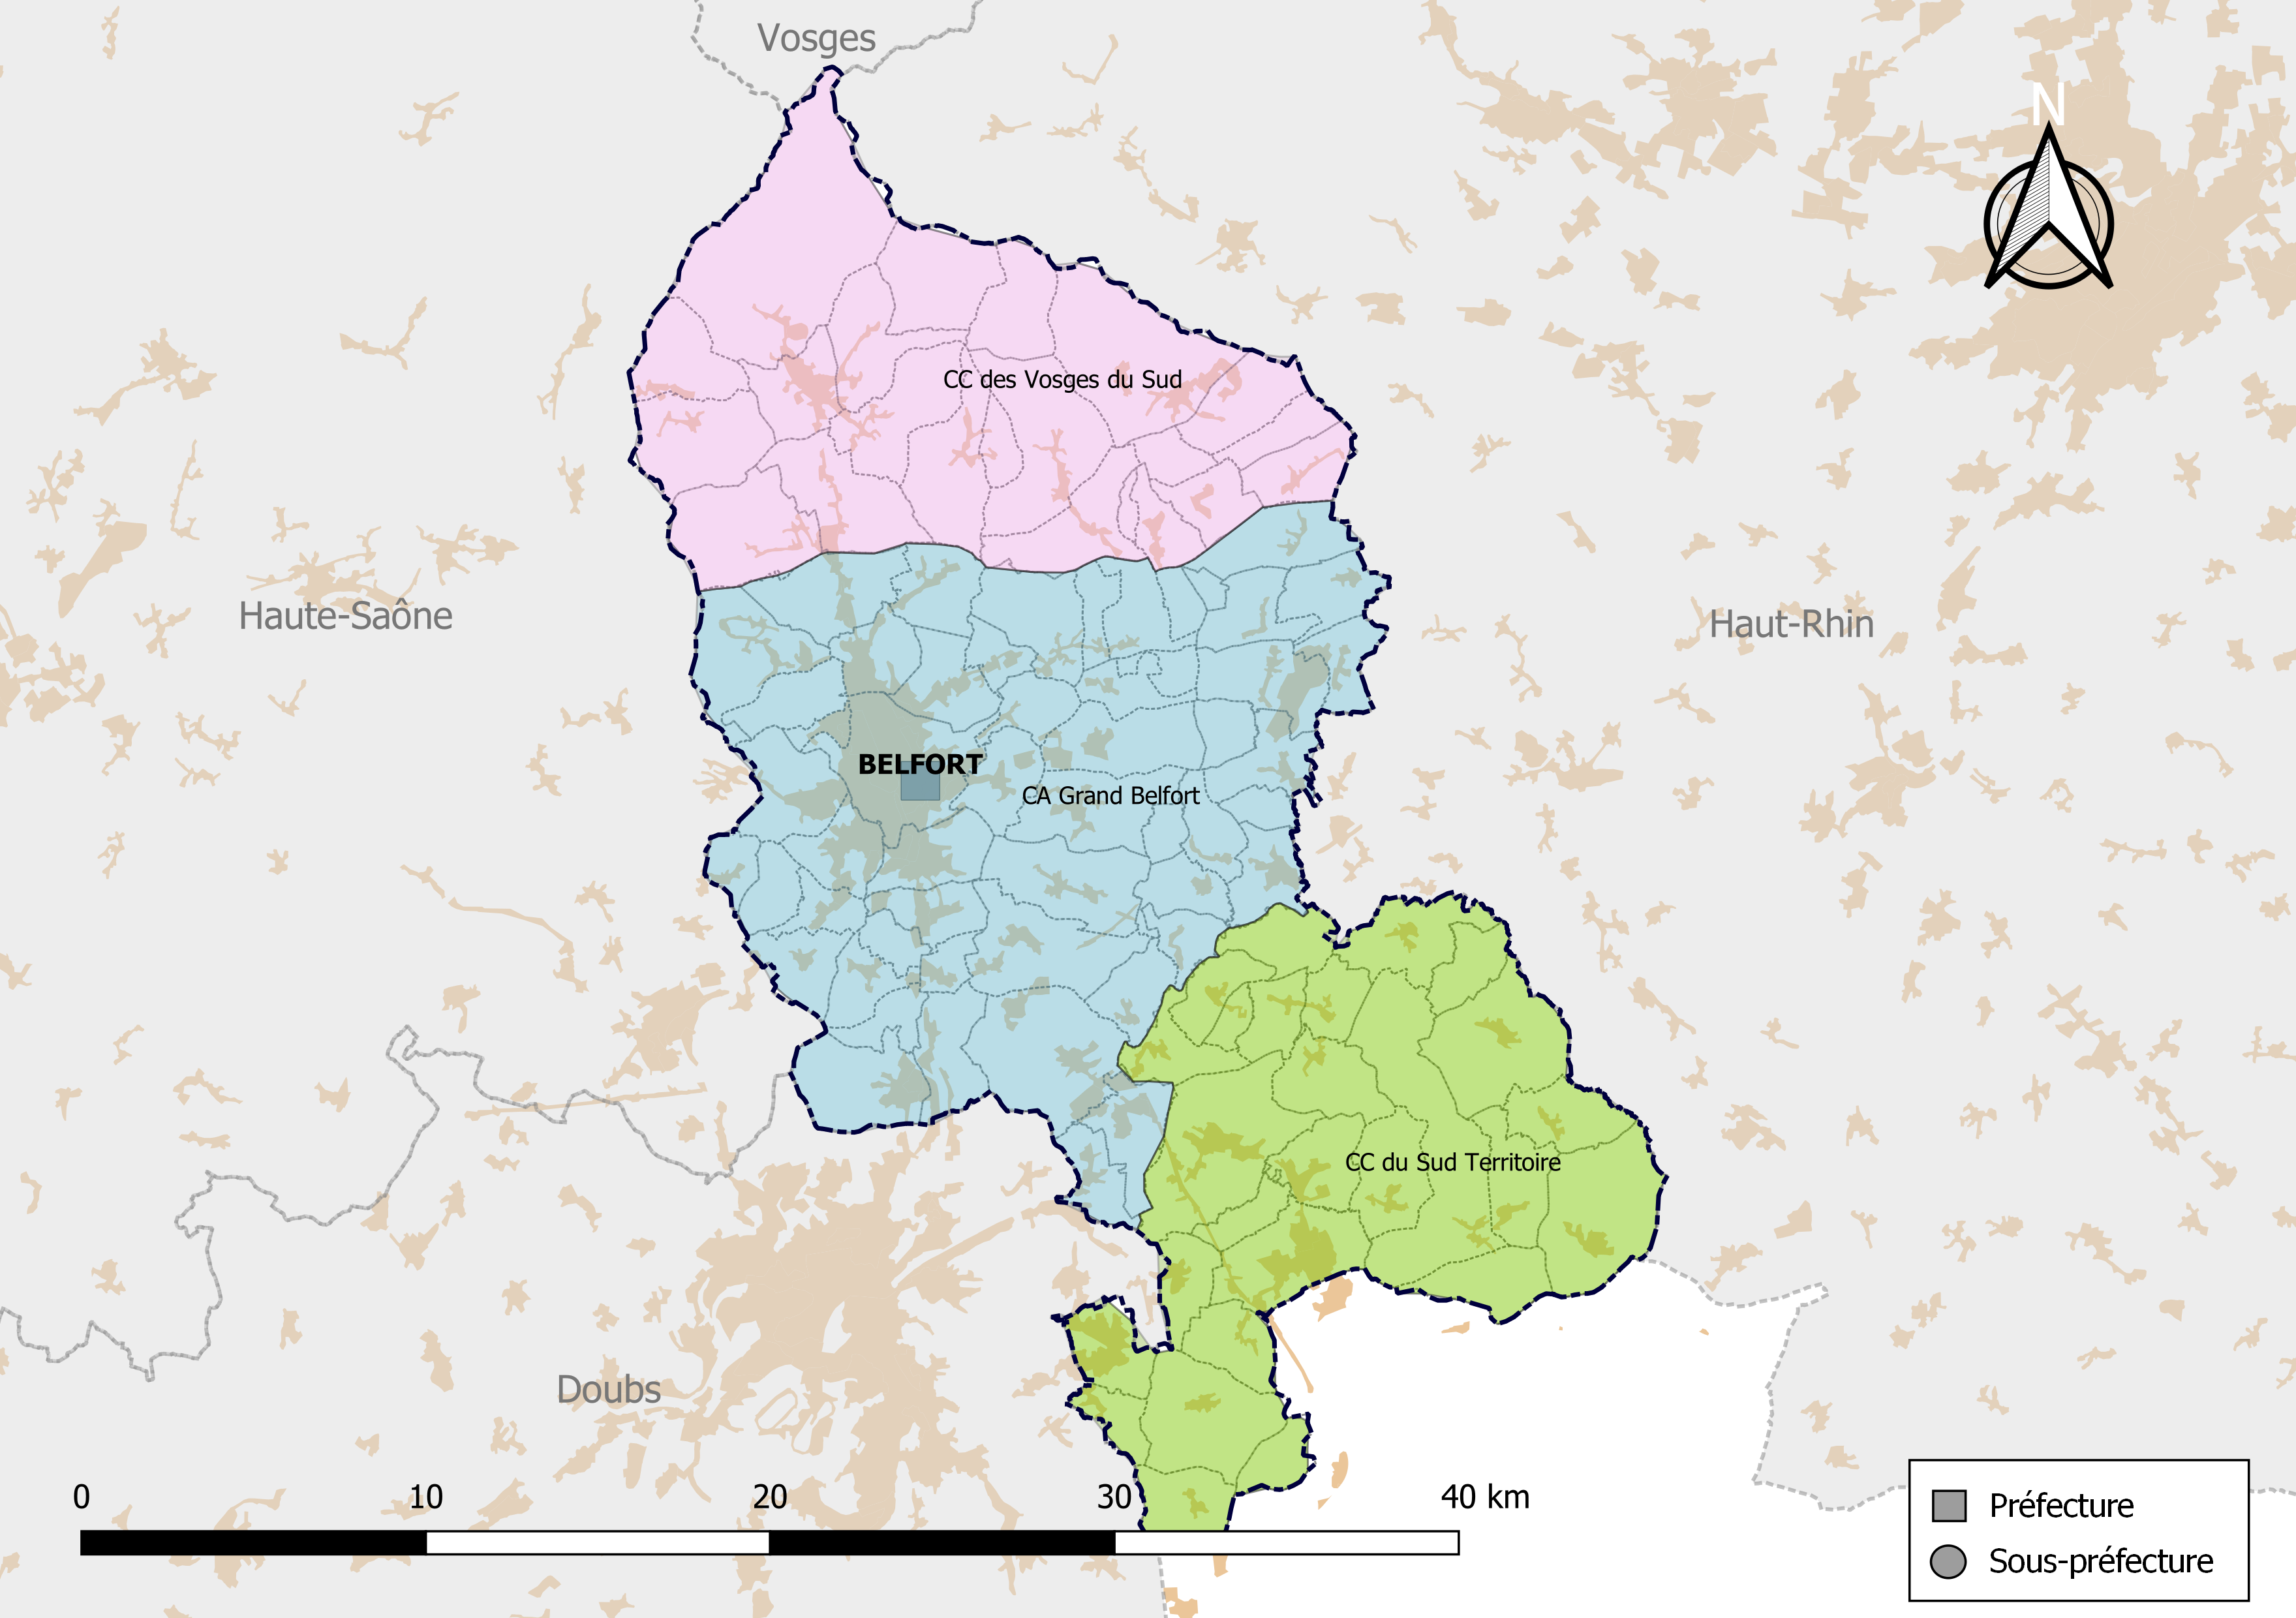 Vosges
N
CC des Vosges du Sud
Haute-Saône
Haut-Rhin
BELFORT
CA Grand Belfort
CC du Sud Territoire
Doubs
0 10 20 30 40 km
Préfecture
Sous-préfecture